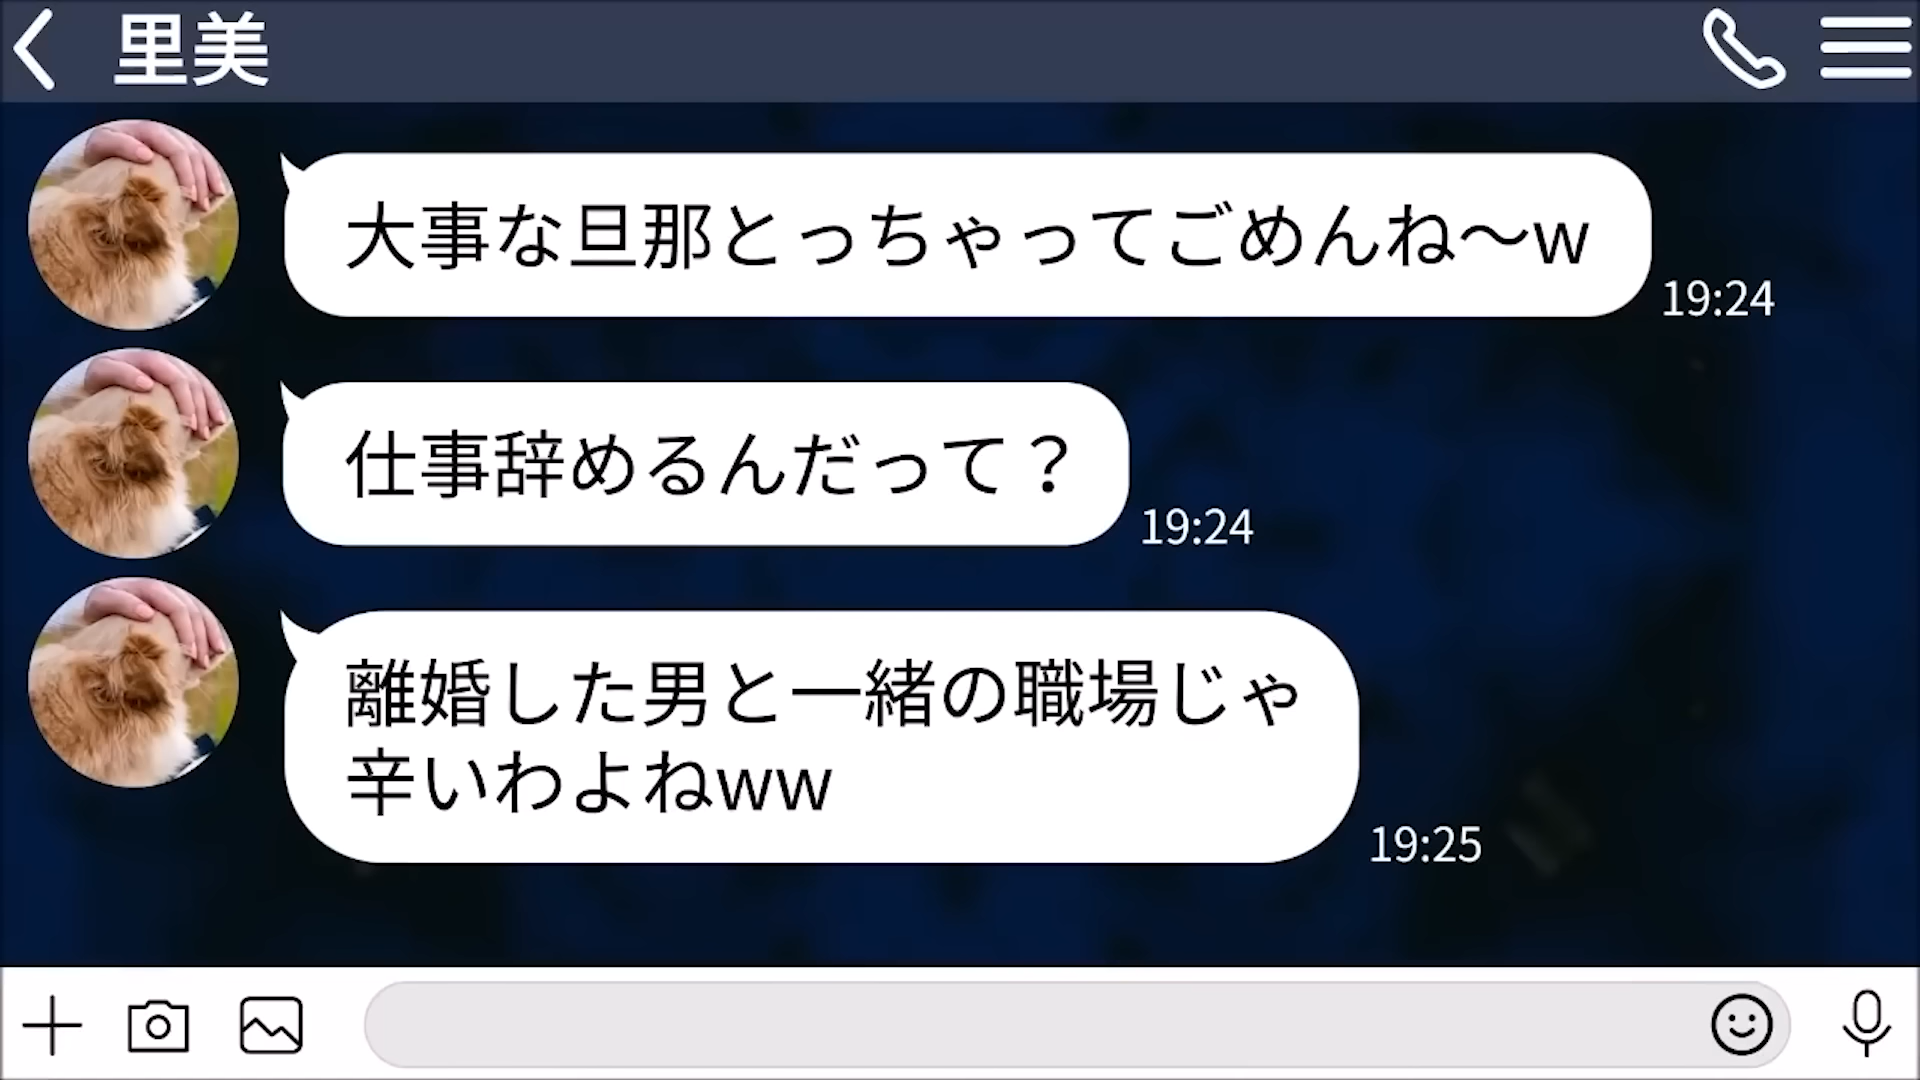 里美
大事な旦那とっちゃってごめんね～w
19:24
仕事辞めるんだって？
19:24
離婚した男と一緒の職場じゃ
辛いわよねww
19:25